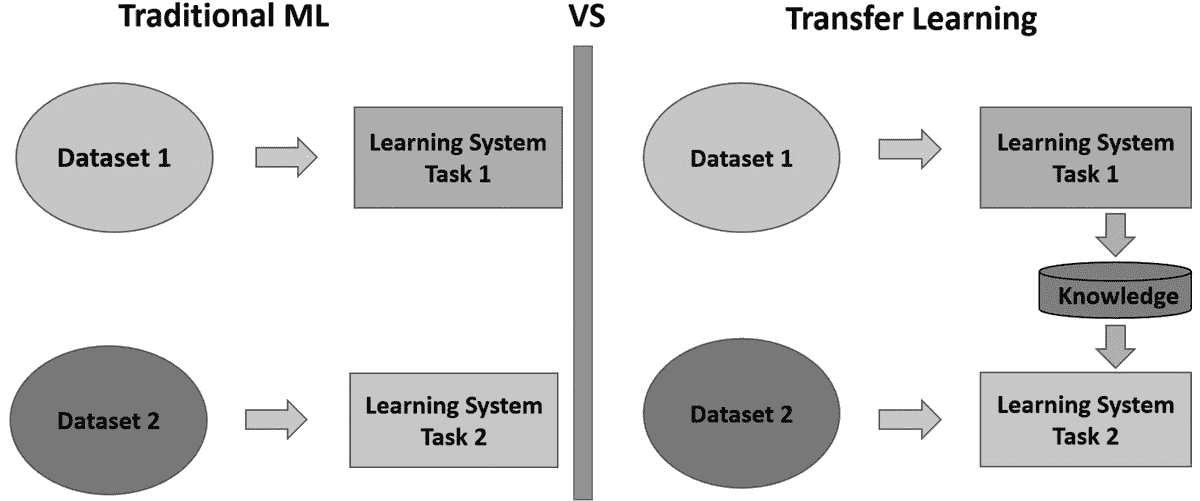 Traditional ML
VS
Transfer Learning
Dataset 1
Learning System
Task 1
Dataset 1
Learning System
Task 1
Knowledge
Dataset 2
Learning System
Task 2
Dataset 2
Learning System
Task 2